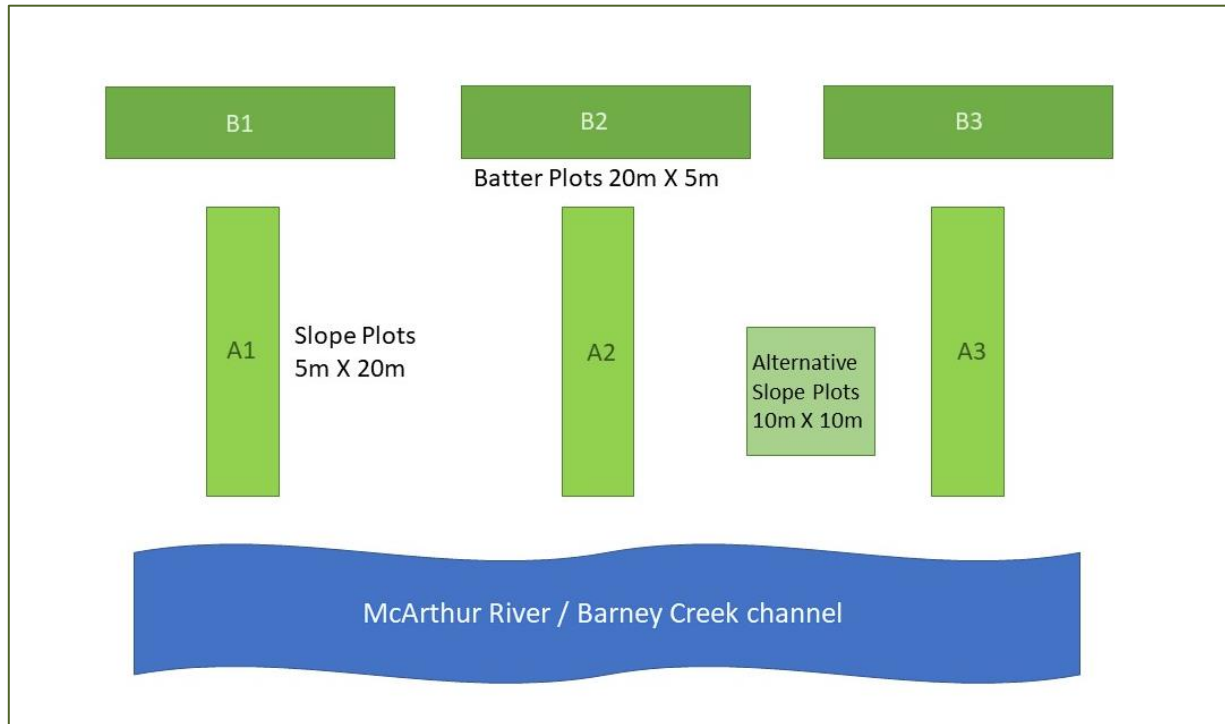 B1
B2
B3
Batter Plots 20m X 5m
A1
Slope Plots
5m X 20m
A2
Alternative
Slope Plots
10m X 10m
A3
McArthur River / Barney Creek channel